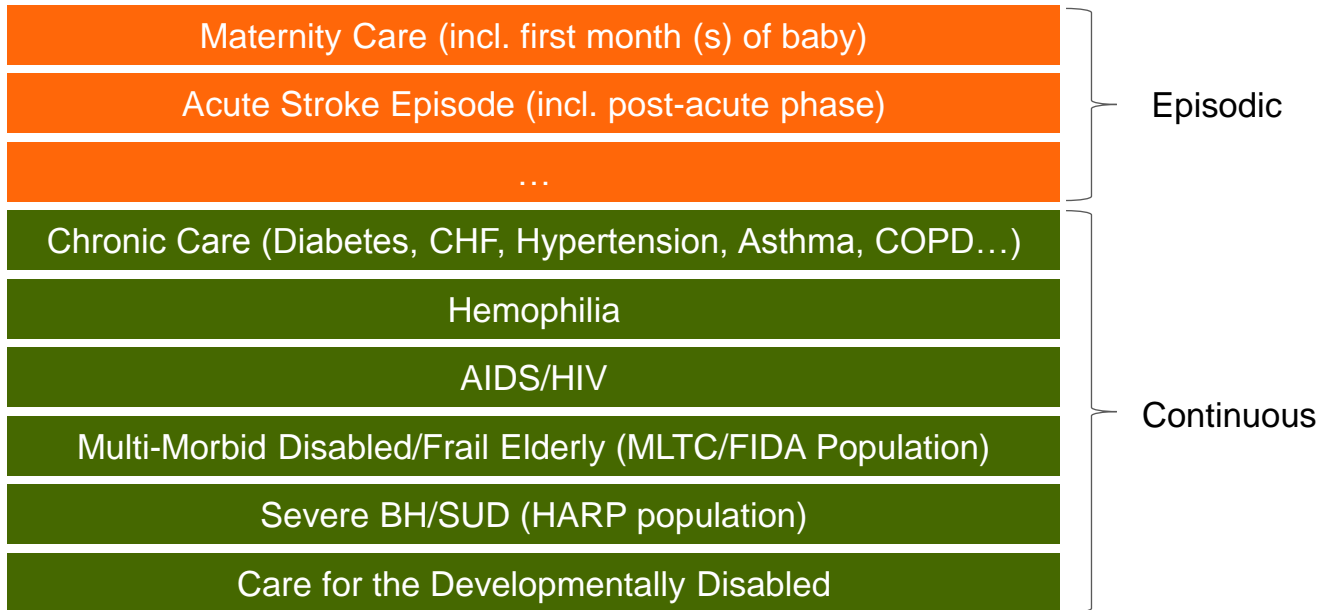 Maternity Care (incl. first month (s) of baby)
Acute Stroke Episode (incl. post-acute phase)
…
Episodic
Chronic Care (Diabetes, CHF, Hypertension, Asthma, COPD…)
Hemophilia
AIDS/HIV
Multi-Morbid Disabled/Frail Elderly (MLTC/FIDA Population)
Severe BH/SUD (HARP population)
Care for the Developmentally Disabled
Continuous